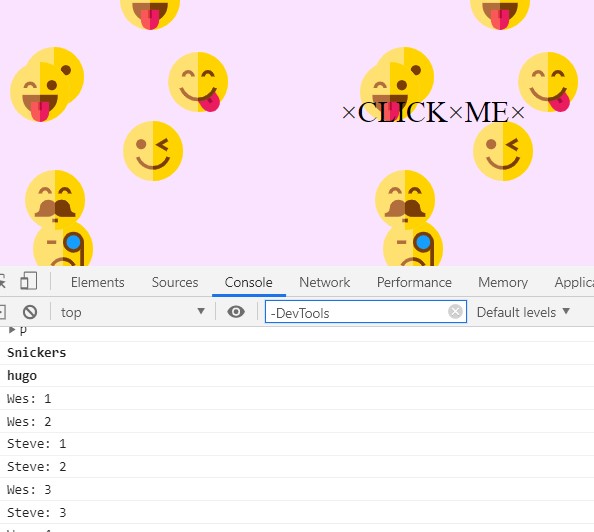 ×CLICK×ME×
Elements Sources Console Network Performance Memory Applica
top -DevTools Default levels
p
Snickers
hugo
Wes: 1
Wes: 2
Steve: 1
Steve: 2
Wes: 3
Steve: 3